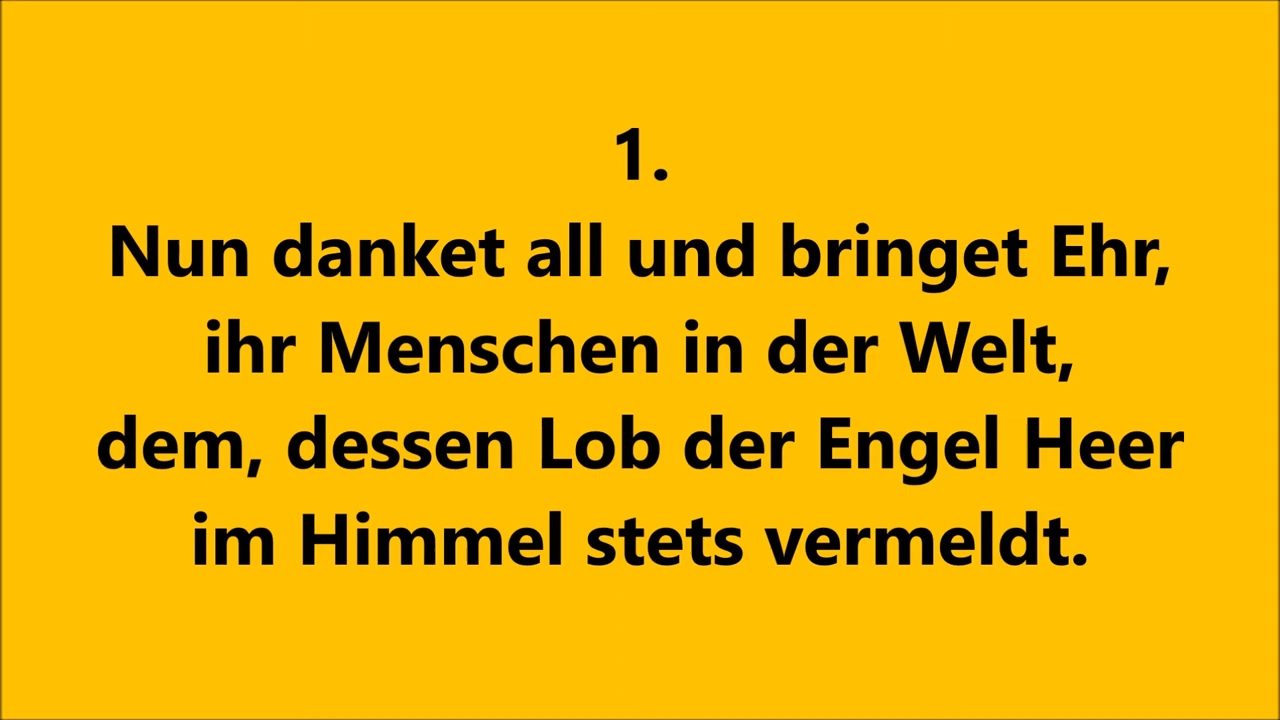 1.
Nun danket all und bringet Ehr,
ihr Menschen in der Welt,
dem, dessen Lob der Engel Heer
im Himmel stets vermeldt.